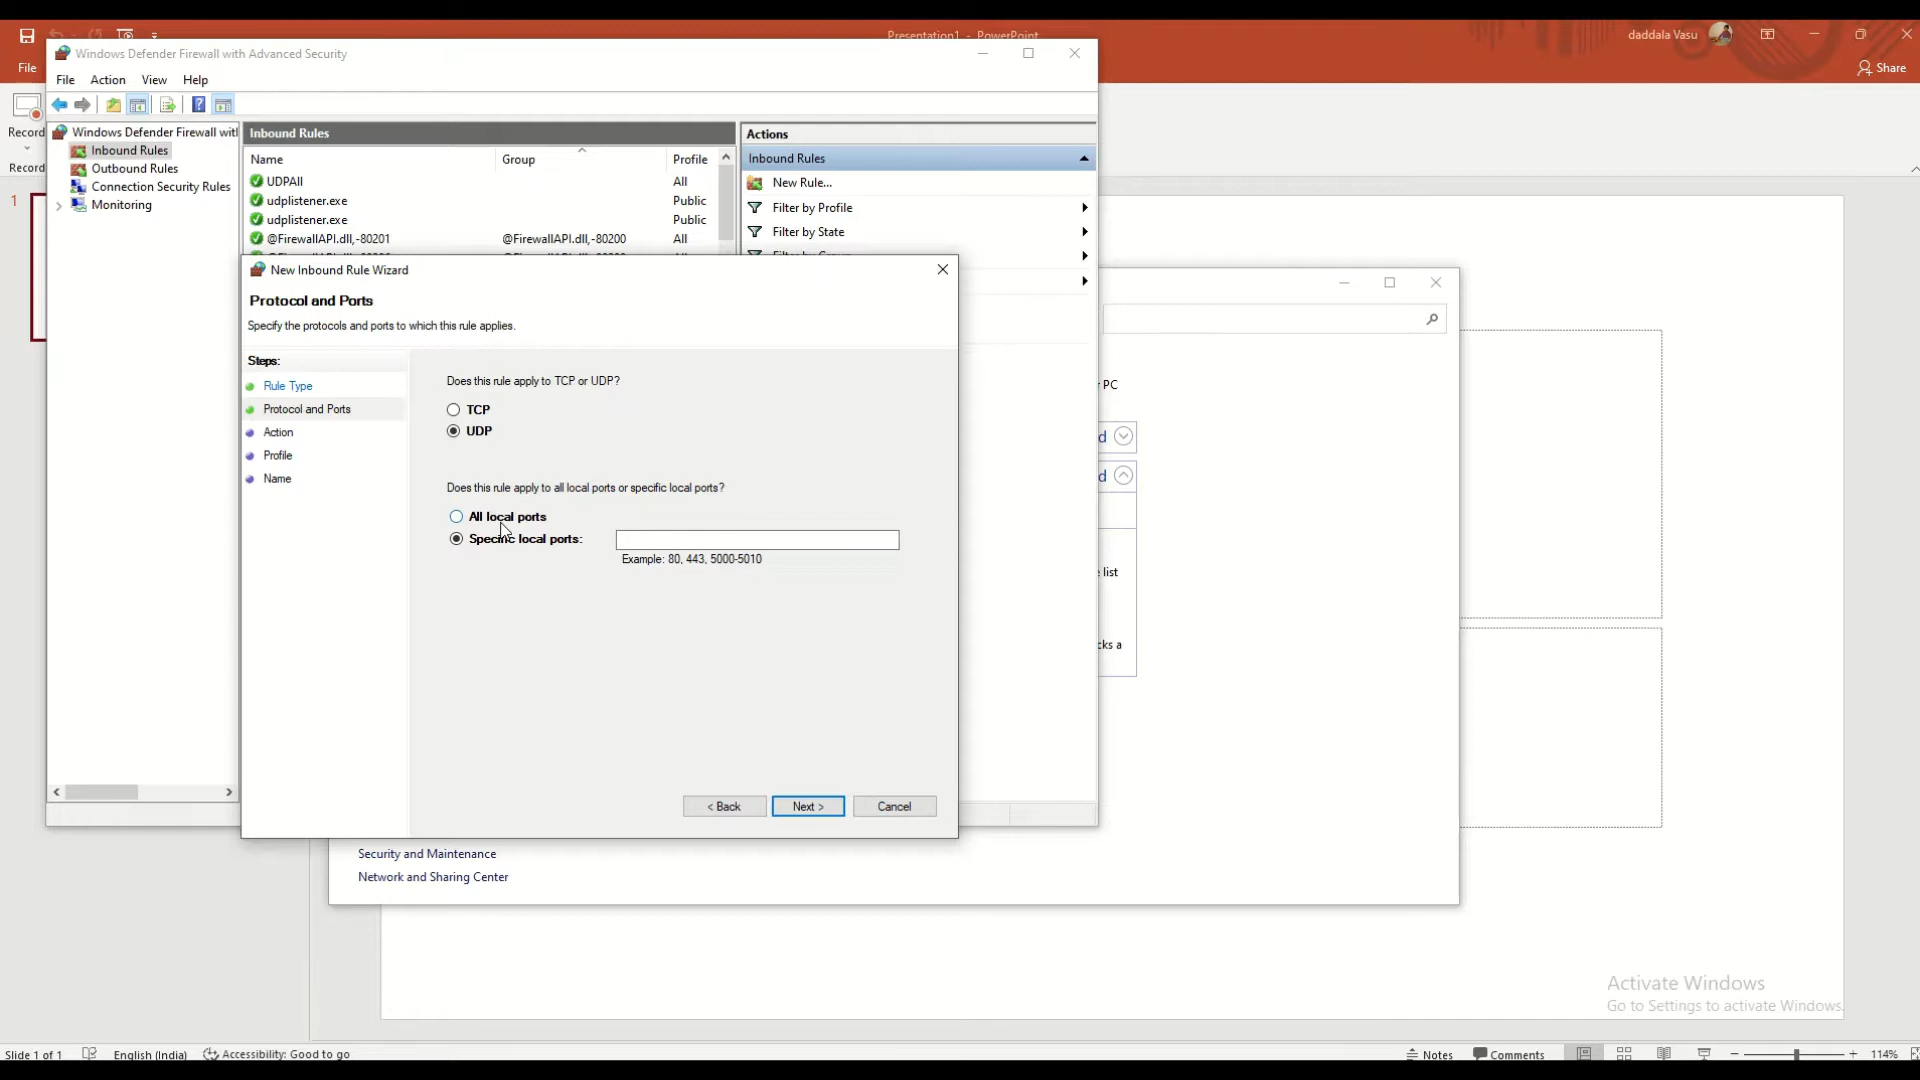 Presentation1 - PowerPoint
daddala Vasu
File
Share
Record
Record
1
Windows Defender Firewall with Advanced Security
File Action View Help
Windows Defender Firewall with
Inbound Rules
Outbound Rules
Connection Security Rules
Monitoring
Inbound Rules
Name Group Profile
UDPAll All
udplistener.exe Public
udplistener.exe Public
@FirewallAPI.dll,-80201 @FirewallAPI.dll,-80200 All
Actions
Inbound Rules
New Rule...
Filter by Profile
Filter by State
New Inbound Rule Wizard
Protocol and Ports
Specify the protocols and ports to which this rule applies.
Steps:
Rule Type
Protocol and Ports
Action
Profile
Name
Does this rule apply to TCP or UDP?
TCP
UDP
Does this rule apply to all local ports or specific local ports?
All local ports
Specific local ports:
Example: 80, 443, 5000-5010
< Back Next > Cancel
PC
d
d
list
cks a
Security and Maintenance
Network and Sharing Center
Activate Windows
Go to Settings to activate Windows.
Slide 1 of 1 English (India) Accessibility: Good to go Notes Comments 114%